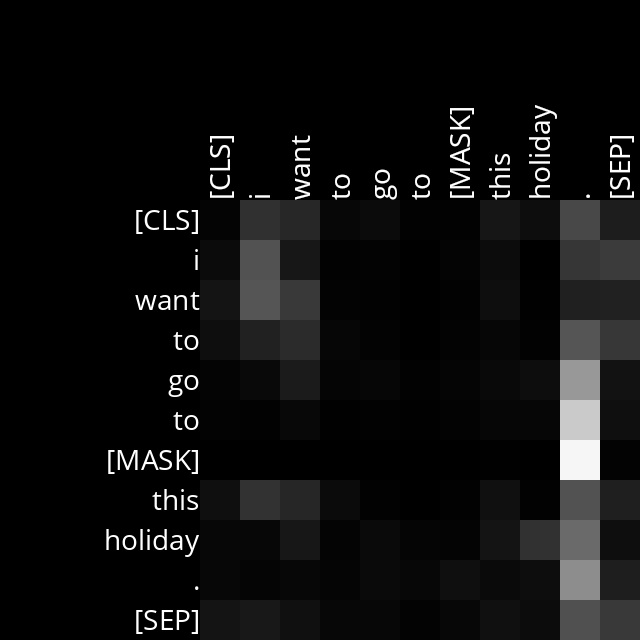 [CLS] i want to go to [MASK] this holiday . [SEP]
[CLS]
i
want
to
go
to
[MASK]
this
holiday
.
[SEP]